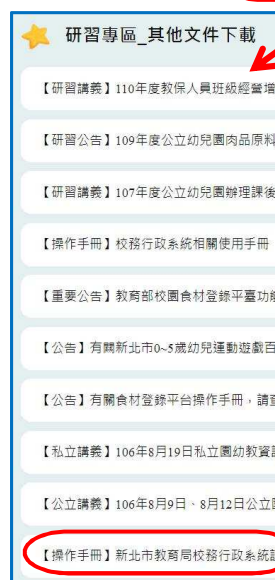 研習專區_其他文件下載
【研習講義】110年度教保人員班級經營增
【研習公告】109年度公立幼兒園肉品原料
【研習講義】107年度公立幼兒園辦理課後
【操作手冊】校務行政系統相關使用手冊
【重要公告】教育部校園食材登錄平臺功能
【公告】有關新北市0~5歲幼兒運動遊戲百
【公告】有關食材登錄平台操作手冊，請查
【私立講義】106年8月19日私立園幼教資訊
【公立講義】106年8月9日、8月12日公立園
【操作手冊】新北市教育局校務行政系統